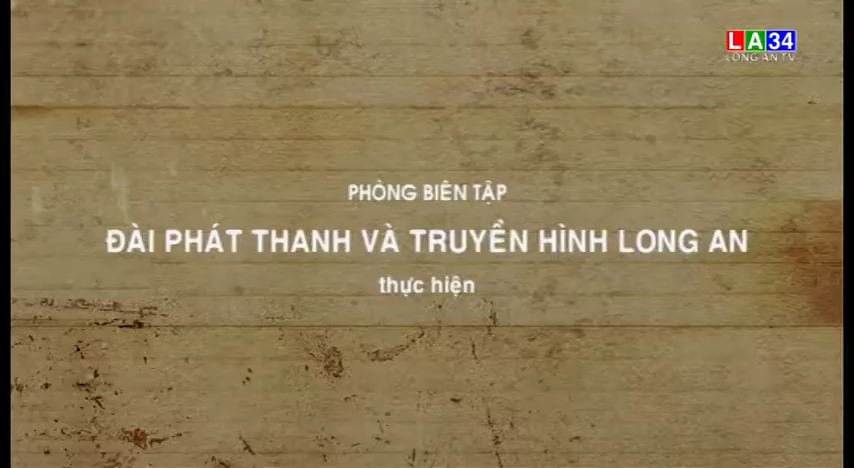 LA34
LONG AN TV
PHÒNG BIÊN TẬP
ĐÀI PHÁT THANH VÀ TRUYỀN HÌNH LONG AN
thực hiện